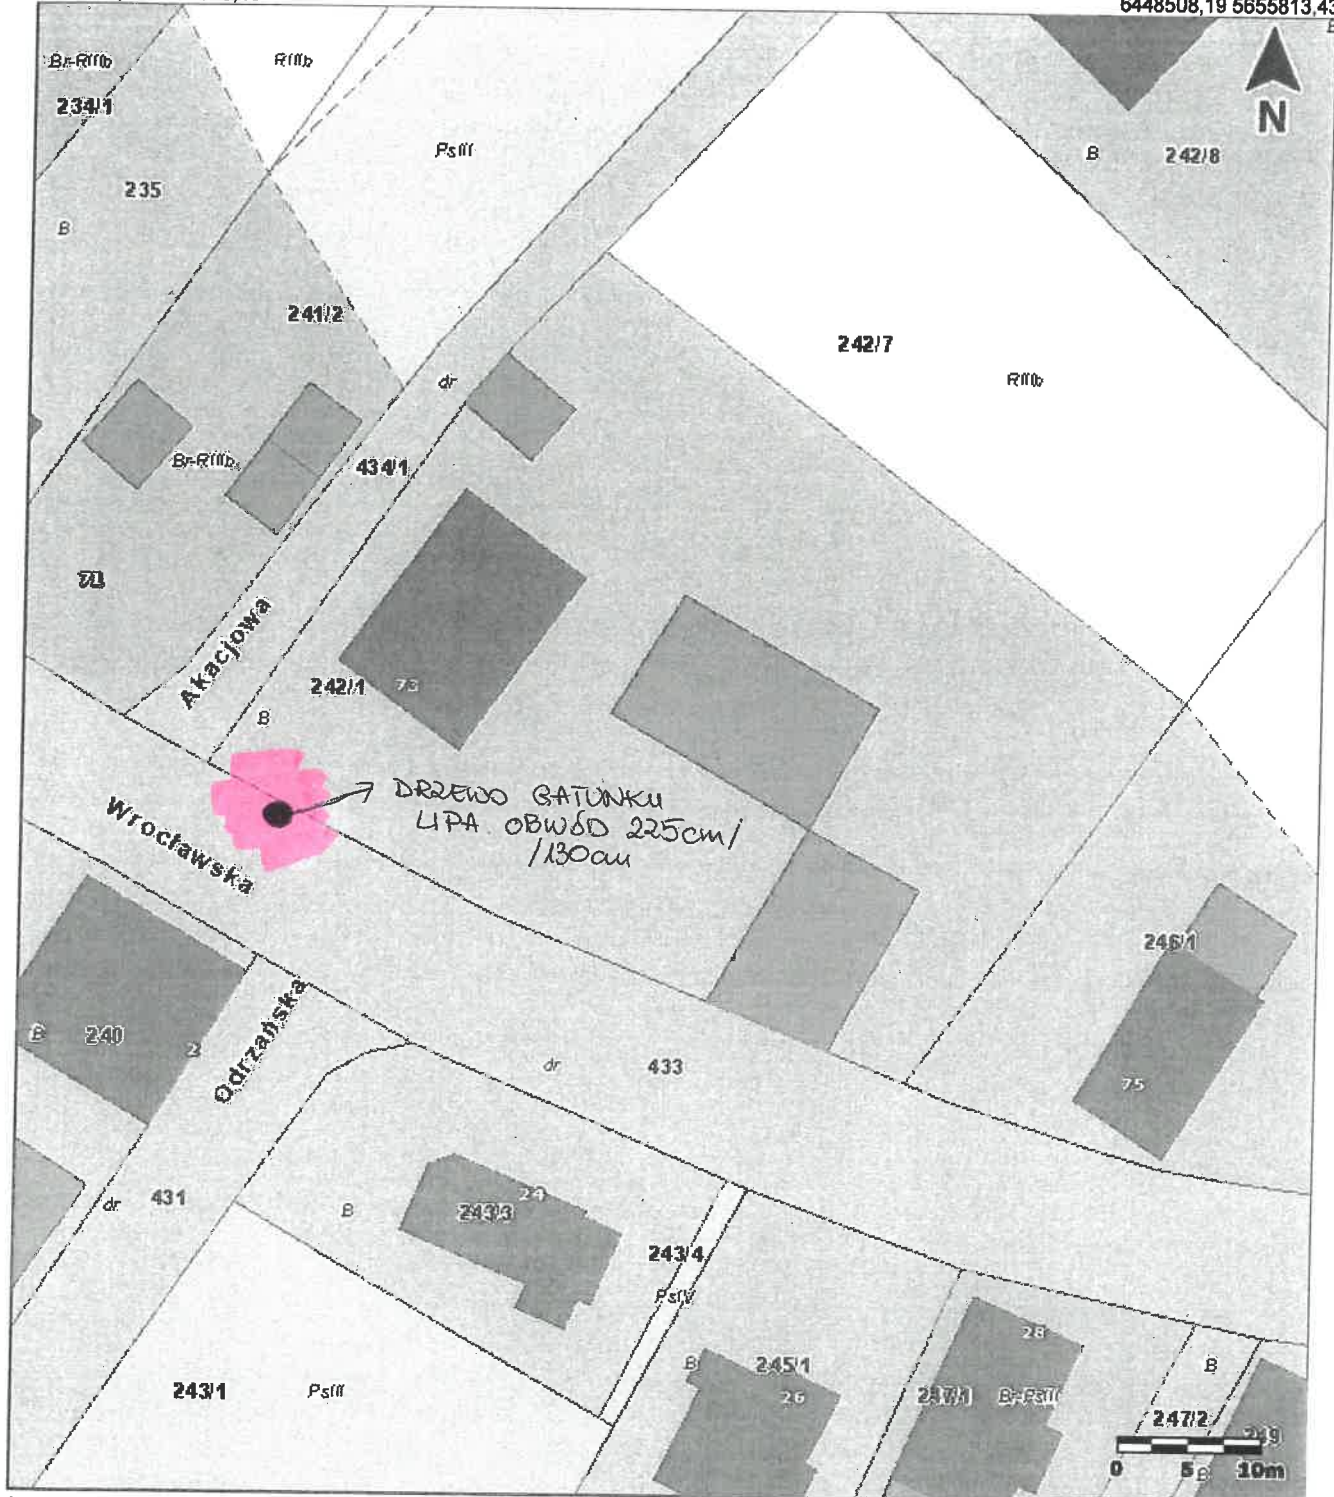 6448508,19 5655813,43
Br-RIIIb
RIIIb
234/1
N
PsIII
B
242/8
235
B
241/2
242/7
RIIIb
dr
Br-RIIIb
434/1
71
Akacjowa
242/1
73
B
DRZEWO GATUNKU
LIPA OBWÓD 225cm/
/130cm
Wrocławska
246/1
B
240
2
Odrzańska
dr
433
75
dr
431
B
24
243/3
243/4
PsIV
28
B
245/1
B
243/1
PsIII
26
247/1
Br-PsIII
247/2
249
0
5
B
10m